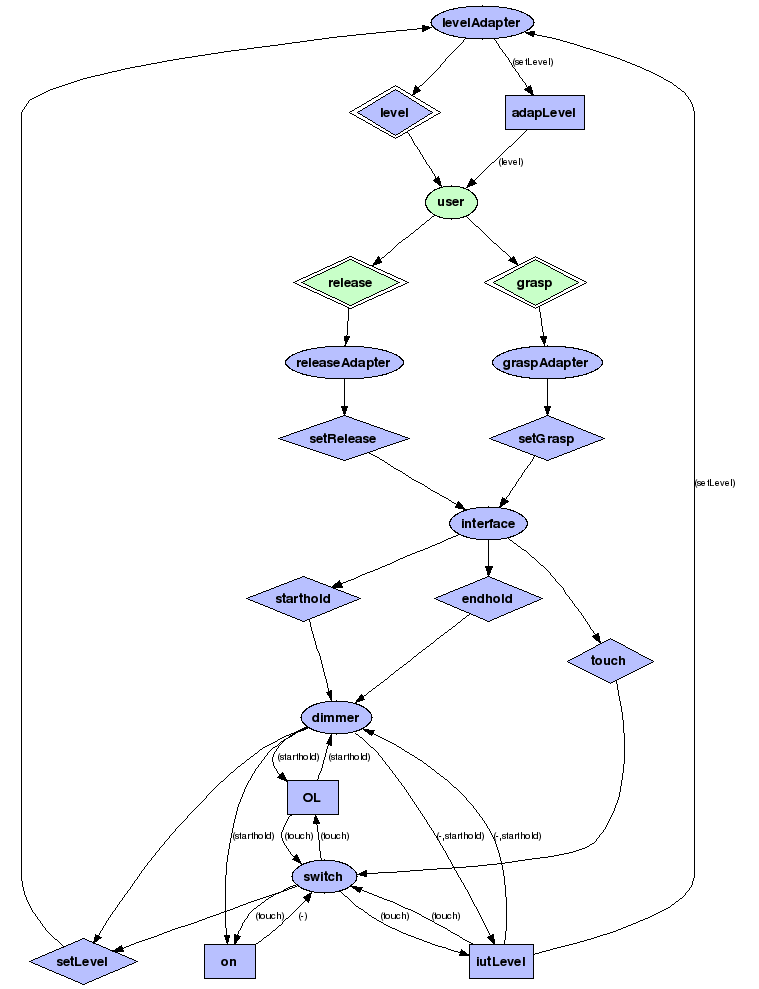 levelAdapter
(setLevel)
level
adapLevel
(level)
user
release
grasp
releaseAdapter
graspAdapter
setRelease
setGrasp
(setLevel)
interface
starthold
endhold
touch
dimmer
(starthold)
(starthold)
OL
(starthold)
(touch)
(touch)
(-,starthold)
(-,starthold)
switch
(touch)
(-)
(touch)
(touch)
setLevel
on
iutLevel